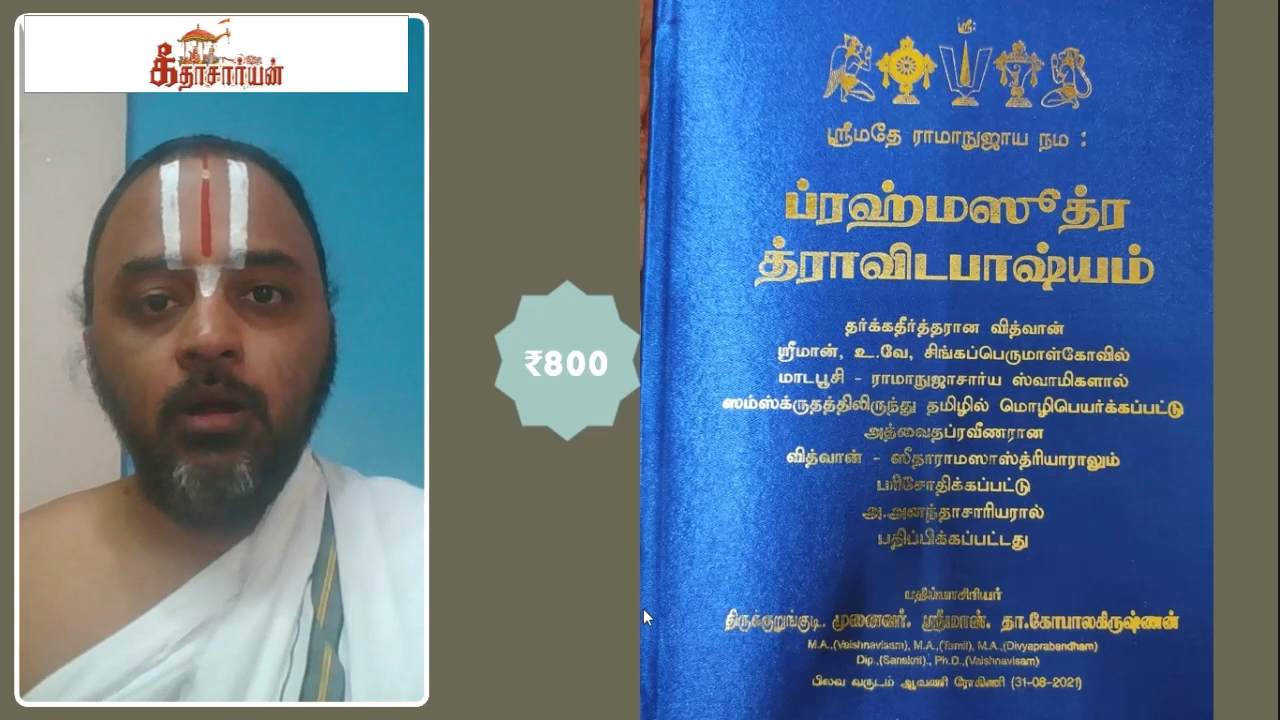 கீதாசார்யன்
₹800
ஸ்ரீ:
ஸ்ரீமதே ராமாநுஜாய நம :
ப்ரஹ்மஸூத்ர
த்ராவிடபாஷ்யம்
தர்க்கதீர்த்தரான வித்வான்
ஸ்ரீமான், உ.வே, சிங்கப்பெருமாள்கோவில்
மாடபூசி - ராமாநுஜாசார்ய ஸ்வாமிகளால்
ஸம்ஸ்க்ருதத்திலிருந்து தமிழில் மொழிபெயர்க்கப்பட்டு
அத்வைதப்ரவீணரான
வித்வான் - ஸீதாராமஸாஸ்த்ரியாராலும்
பரிசோதிக்கப்பட்டு
அ.அனந்தாசாரியரால்
பதிப்பிக்கப்பட்டது
பதிப்பாசிரியர்
திருக்குறுங்குடி. முனைவர். ஸ்ரீமாண். தா.கோபாலகிருஷ்ணன்
M.A.,(Vaishnavisam), M.A.,(Tamil), M.A.,(Divyaprabandham)
Dip.,(Sanskrit)., Ph.D.,(Vaishnavisam)
பிலவ வருடம் ஆவணி ரோகிணி (31-08-2021)